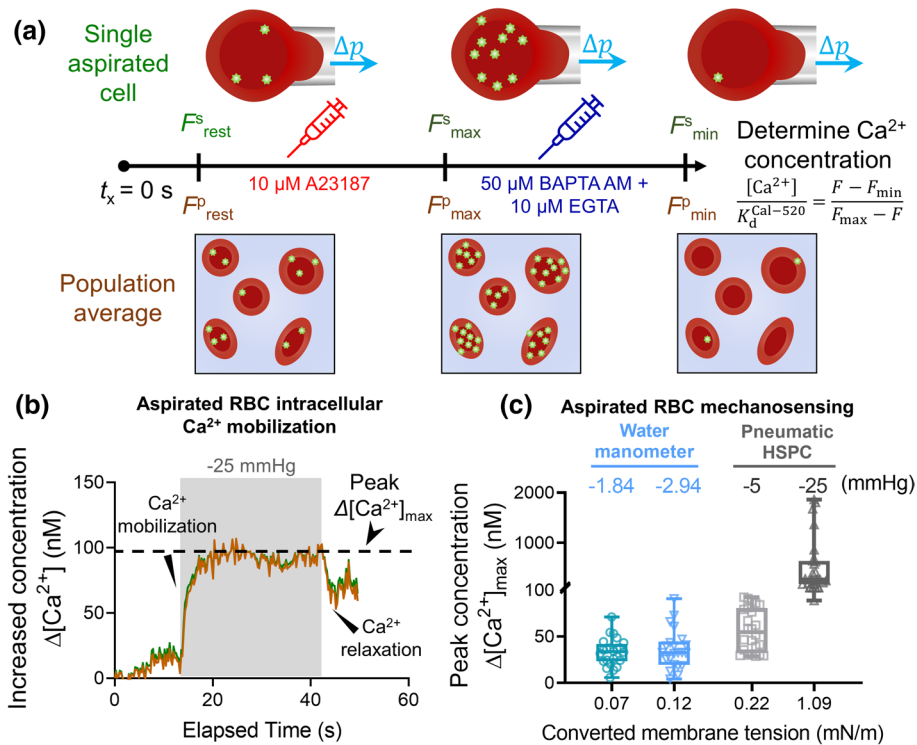 (a)
Single
aspirated
cell
Δp
Δp
Δp
F^s_rest
F^s_max
F^s_min
t_x = 0 s
10 µM A23187
50 µM BAPTA AM +
10 µM EGTA
Determine Ca²⁺
concentration
[Ca²⁺] / K_d^Cal−520 = (F − F_min) / (F_max − F)
F^p_rest
F^p_max
F^p_min
Population
average
(b)
Aspirated RBC intracellular
Ca²⁺ mobilization
-25 mmHg
Increased concentration
Δ[Ca²⁺] (nM)
150
100
50
0
Ca²⁺
mobilization
Peak
Δ[Ca²⁺]max
Ca²⁺
relaxation
0 20 40 60
Elapsed Time (s)
(c)
Aspirated RBC mechanosensing
Water
manometer
Pneumatic
HSPC
-1.84 -2.94 -5 -25 (mmHg)
Peak concentration
Δ[Ca²⁺]max (nM)
2000
1000
100
50
0
0.07 0.12 0.22 1.09
Converted membrane tension (mN/m)